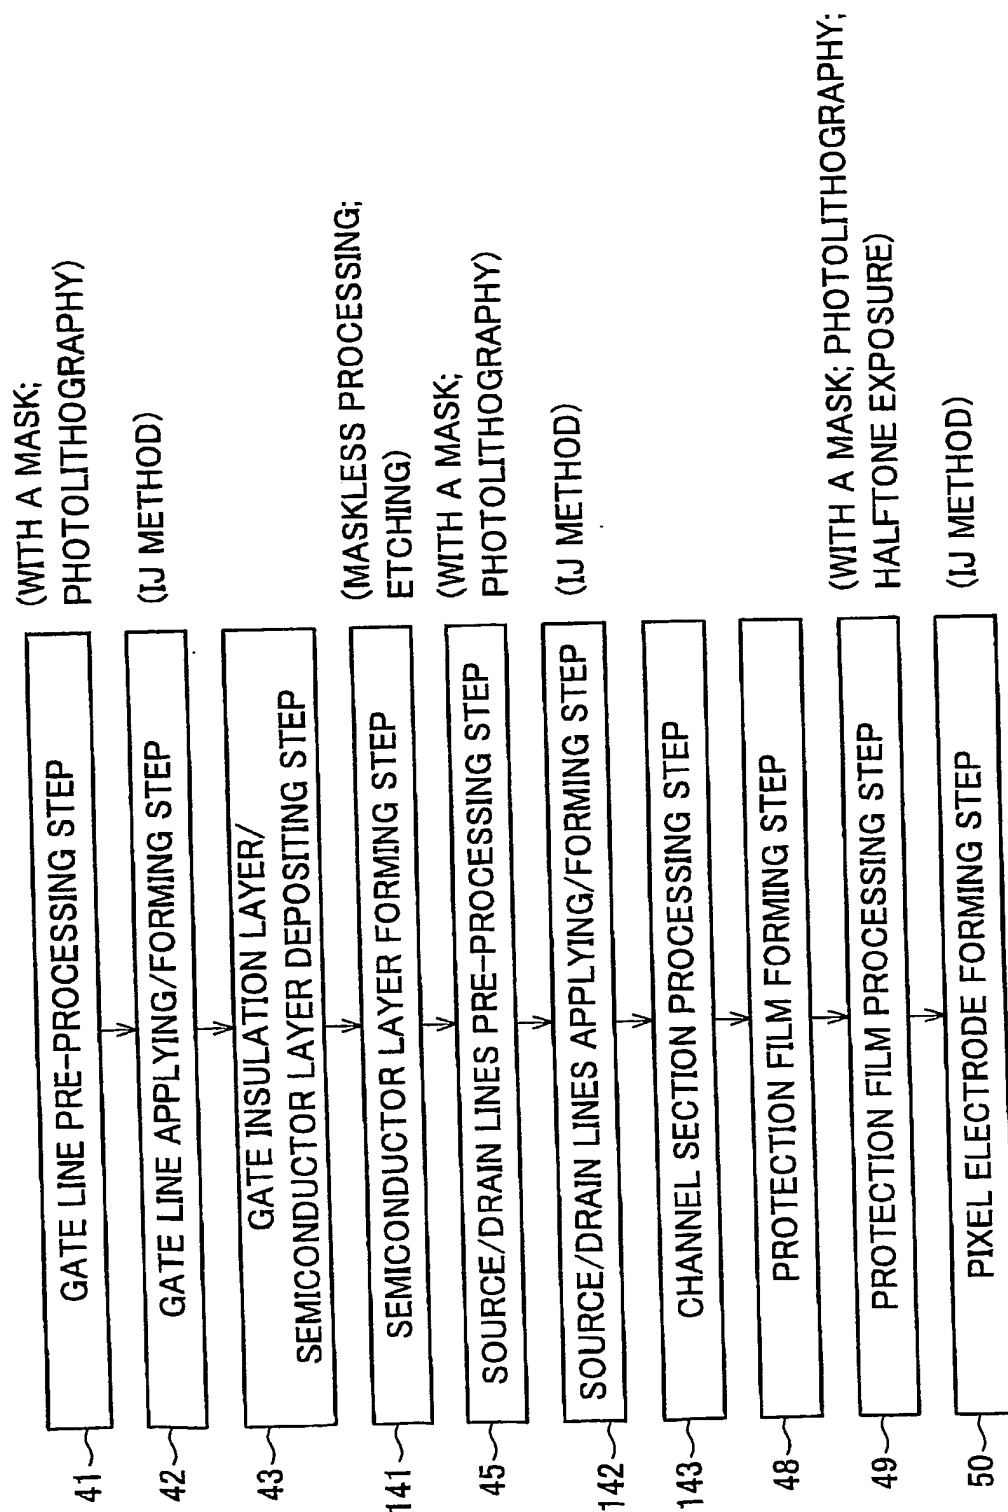 41
GATE LINE PRE-PROCESSING STEP
(WITH A MASK;
PHOTOLITHOGRAPHY)
42
GATE LINE APPLYING/FORMING STEP
(IJ METHOD)
43
GATE INSULATION LAYER/
SEMICONDUCTOR LAYER DEPOSITING STEP
141
SEMICONDUCTOR LAYER FORMING STEP
(MASKLESS PROCESSING;
ETCHING)
45
SOURCE/DRAIN LINES PRE-PROCESSING STEP
(WITH A MASK;
PHOTOLITHOGRAPHY)
142
SOURCE/DRAIN LINES APPLYING/FORMING STEP
(IJ METHOD)
143
CHANNEL SECTION PROCESSING STEP
48
PROTECTION FILM FORMING STEP
49
PROTECTION FILM PROCESSING STEP
(WITH A MASK; PHOTOLITHOGRAPHY;
HALFTONE EXPOSURE)
50
PIXEL ELECTRODE FORMING STEP
(IJ METHOD)